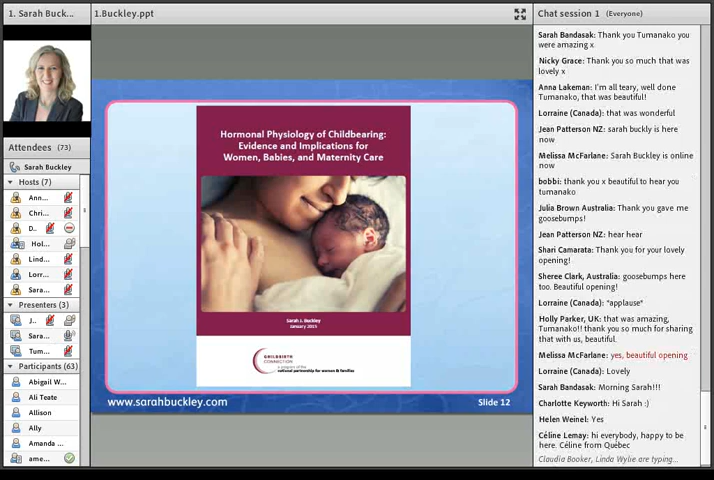 1. Sarah Buck...
1.Buckley.ppt
Chat session 1 (Everyone)
Attendees (73)
Sarah Buckley
Hosts (7)
Ann...
Chri...
D..
Hol...
Lind...
Lorr...
Sara...
Presenters (3)
J..
Sara...
Tum...
Participants (63)
Abigail W...
Ali Teate
Allison
Ally
Amanda ...
ame...
Hormonal Physiology of Childbearing:
Evidence and Implications for
Women, Babies, and Maternity Care
Sarah J. Buckley
January 2015
CHILDBIRTH
CONNECTION
a program of the
national partnership for women & families
www.sarahbuckley.com
Slide 12
Sarah Bandasak: Thank you Tumanako you
were amazing x
Nicky Grace: Thank you so much that was
lovely x
Anna Lakeman: I'm all teary, well done
Tumanako, that was beautiful!
Lorraine (Canada): that was wonderful
Jean Patterson NZ: sarah buckly is here
now
Melissa McFarlane: Sarah Buckley is online
now
bobbi: thank you x beautiful to hear you
tumanako
Julia Brown Australia: Thank you gave me
goosebumps!
Jean Patterson NZ: hear hear
Shari Camarata: Thank you for your lovely
opening!
Sheree Clark, Australia: goosebumps here
too. Beautiful opening!
Lorraine (Canada): *applause*
Holly Parker, UK: that was amazing,
Tumanako!! thank you so much for sharing
that with us, beautiful.
Melissa McFarlane: yes, beautiful opening
Lorraine (Canada): Lovely
Sarah Bandasak: Morning Sarah!!!
Charlotte Keyworth: Hi Sarah :)
Helen Weinel: Yes
Céline Lemay: hi everybody, happy to be
here. Céline from Québec
Claudia Booker, Linda Wylie are typing...